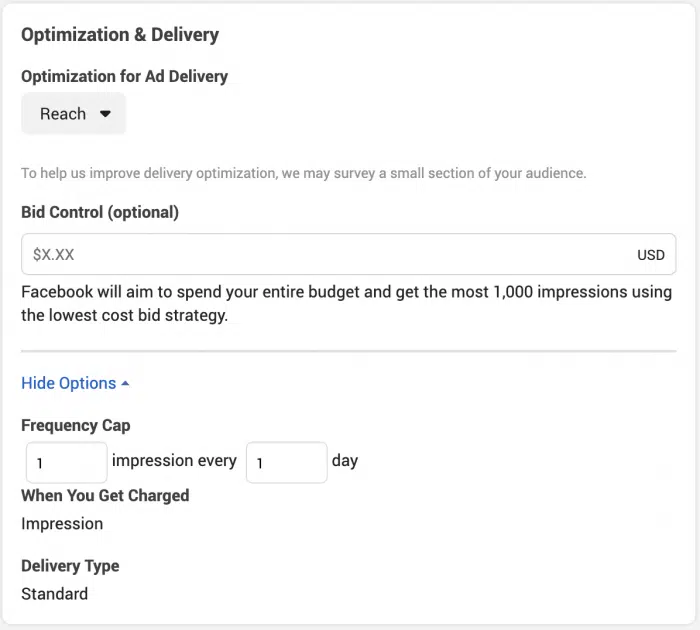 Optimization & Delivery
Optimization for Ad Delivery
Reach
To help us improve delivery optimization, we may survey a small section of your audience.
Bid Control (optional)
$X.XX USD
Facebook will aim to spend your entire budget and get the most 1,000 impressions using
the lowest cost bid strategy.
Hide Options
Frequency Cap
1 impression every 1 day
When You Get Charged
Impression
Delivery Type
Standard